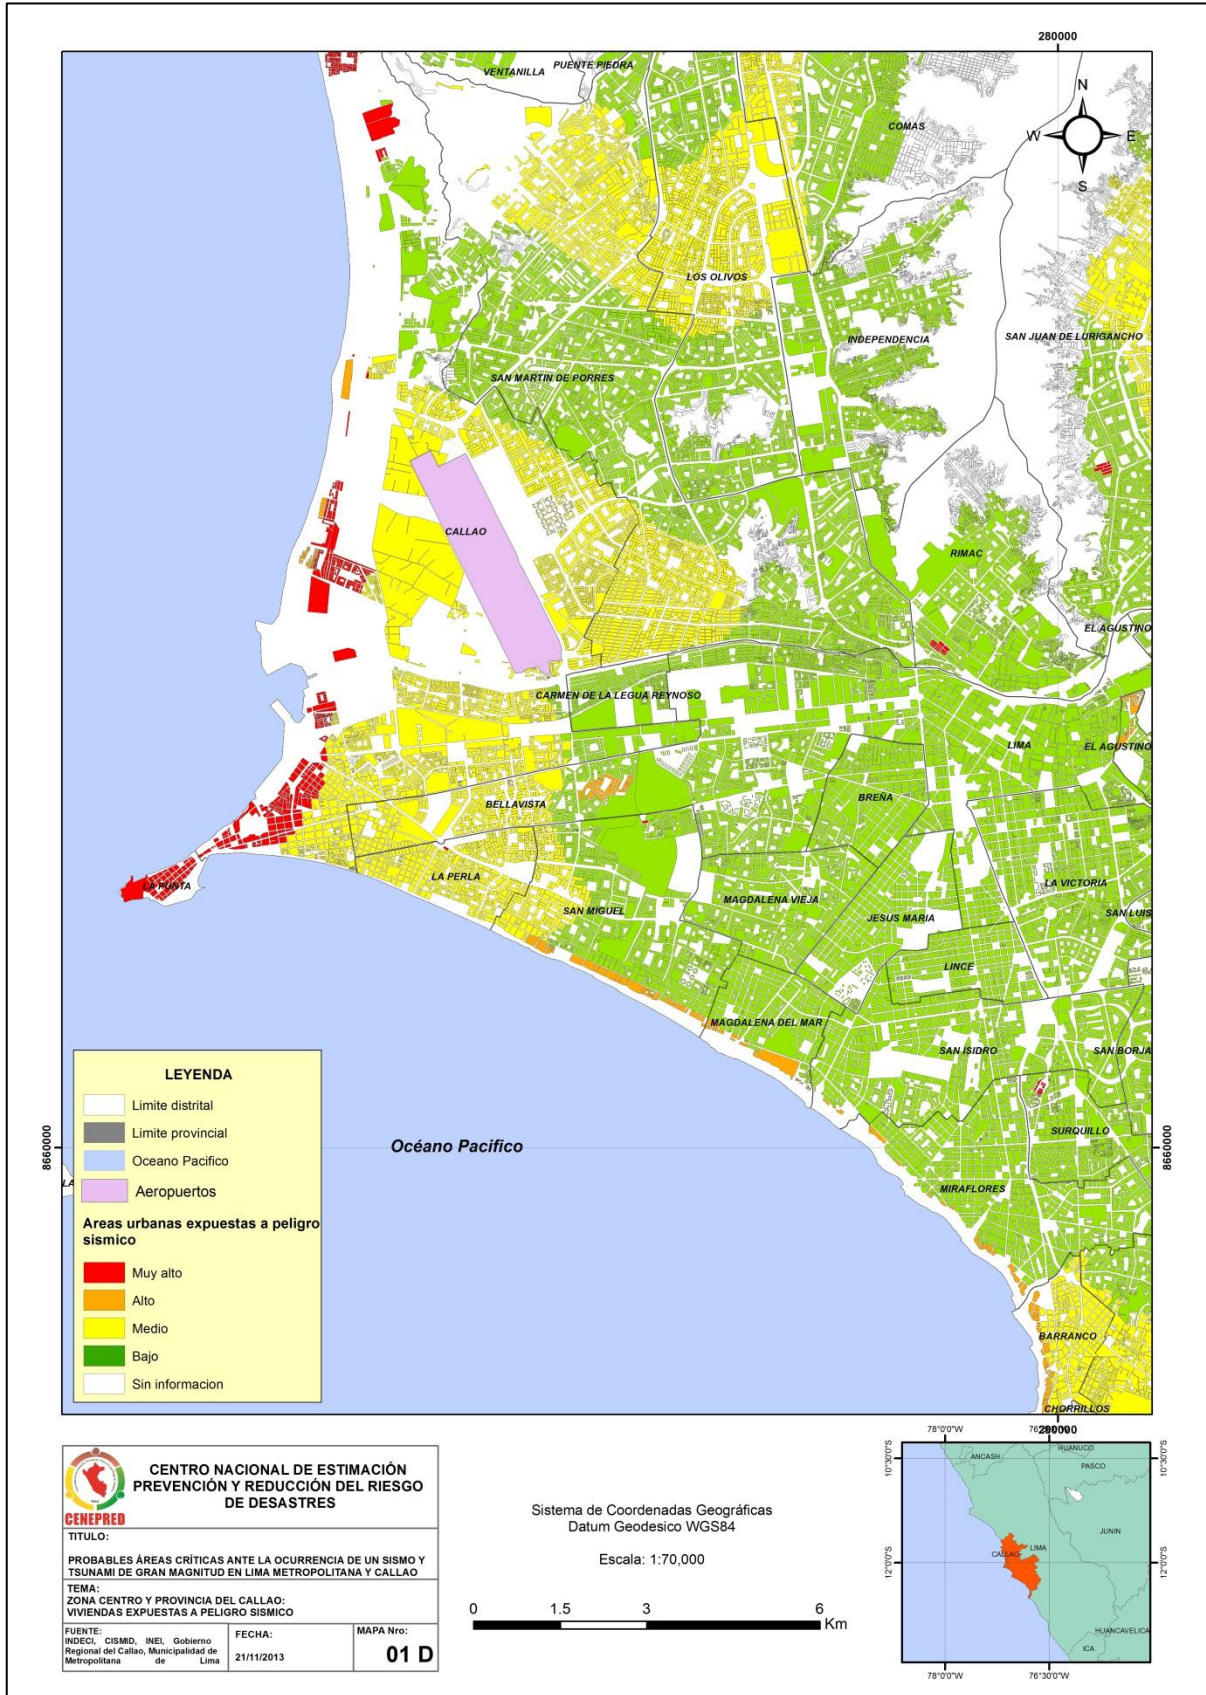 280000
VENTANILLA
PUENTE PIEDRA
COMAS
N
W
E
S
LOS OLIVOS
INDEPENDENCIA
SAN JUAN DE LURIGANCHO
SAN MARTIN DE PORRES
CALLAO
RIMAC
EL AGUSTINO
CARMEN DE LA LEGUA REYNOSO
LIMA
EL AGUSTINO
BELLAVISTA
BREÑA
LA PUNTA
LA PERLA
SAN MIGUEL
MAGDALENA VIEJA
JESUS MARIA
LA VICTORIA
SAN LUIS
LINCE
MAGDALENA DEL MAR
SAN ISIDRO
SAN BORJA
SURQUILLO
MIRAFLORES
BARRANCO
CHORRILLOS
8660000
8660000
LA
Océano Pacifico
LEYENDA
Limite distrital
Limite provincial
Oceano Pacifico
Aeropuertos
Areas urbanas expuestas a peligro
sismico
Muy alto
Alto
Medio
Bajo
Sin informacion
280000
CENEPRED
CENTRO NACIONAL DE ESTIMACIÓN
PREVENCIÓN Y REDUCCIÓN DEL RIESGO
DE DESASTRES
TITULO:
PROBABLES ÁREAS CRÍTICAS ANTE LA OCURRENCIA DE UN SISMO Y
TSUNAMI DE GRAN MAGNITUD EN LIMA METROPOLITANA Y CALLAO
TEMA:
ZONA CENTRO Y PROVINCIA DEL CALLAO:
VIVIENDAS EXPUESTAS A PELIGRO SISMICO
FUENTE:
INDECI, CISMID, INEI, Gobierno
Regional del Callao, Municipalidad de
Metropolitana de Lima
FECHA:
21/11/2013
MAPA Nro:
01 D
Sistema de Coordenadas Geográficas
Datum Geodesico WGS84
Escala: 1:70,000
0 1.5 3 6
Km
78°0'0"W 76°30'0"W
10°30'0"S
10°30'0"S
12°0'0"S
12°0'0"S
ANCASH
HUANUCO
PASCO
JUNIN
LIMA
CALLAO
HUANCAVELICA
ICA
78°0'0"W 76°30'0"W